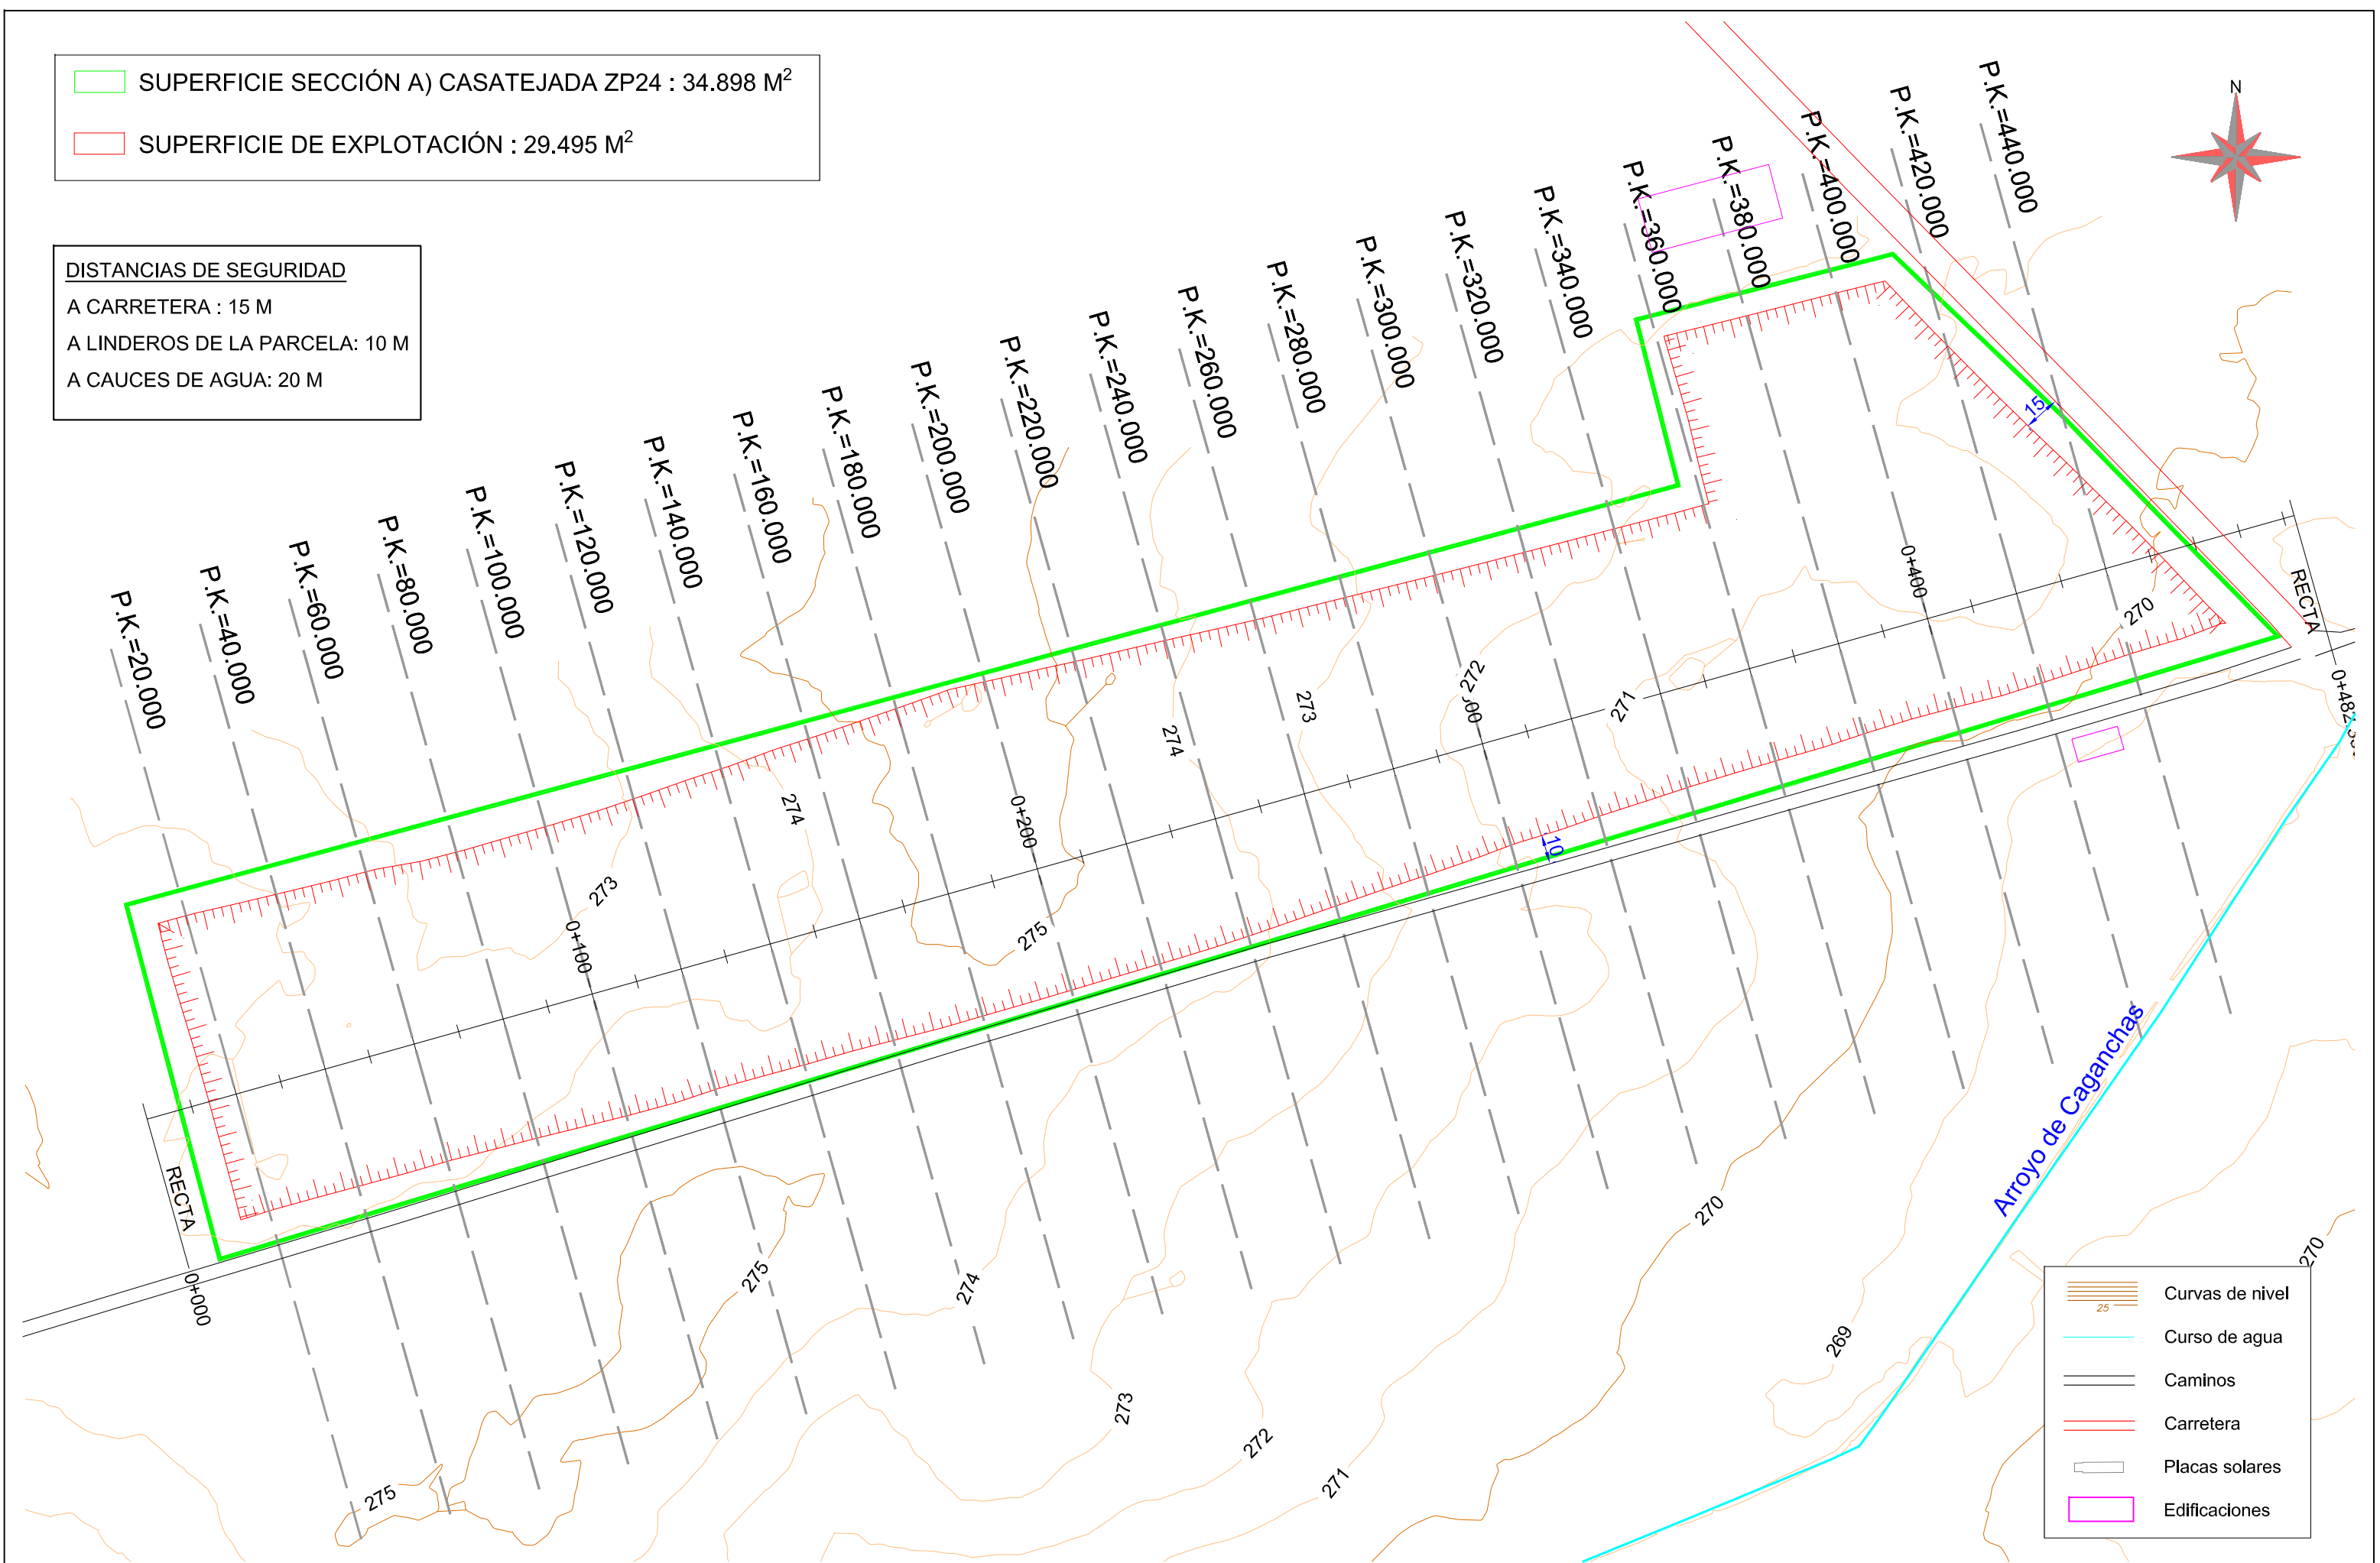 SUPERFICIE SECCIÓN A) CASATEJADA ZP24 : 34.898 M²
SUPERFICIE DE EXPLOTACIÓN : 29.495 M²
DISTANCIAS DE SEGURIDAD
A CARRETERA : 15 M
A LINDEROS DE LA PARCELA: 10 M
A CAUCES DE AGUA: 20 M
N
P.K.=20.000
P.K.=40.000
P.K.=60.000
P.K.=80.000
P.K.=100.000
P.K.=120.000
P.K.=140.000
P.K.=160.000
P.K.=180.000
P.K.=200.000
P.K.=220.000
P.K.=240.000
P.K.=260.000
P.K.=280.000
P.K.=300.000
P.K.=320.000
P.K.=340.000
P.K.=360.000
P.K.=380.000
P.K.=400.000
P.K.=420.000
P.K.=440.000
15
0+400
RECTA
270
272
271
273
274
274
0+200
10
273
0+100
275
RECTA
0+000
275
274
273
272
271
275
270
269
270
Arroyo de Caganchas
Curvas de nivel
25
Curso de agua
Caminos
Carretera
Placas solares
Edificaciones